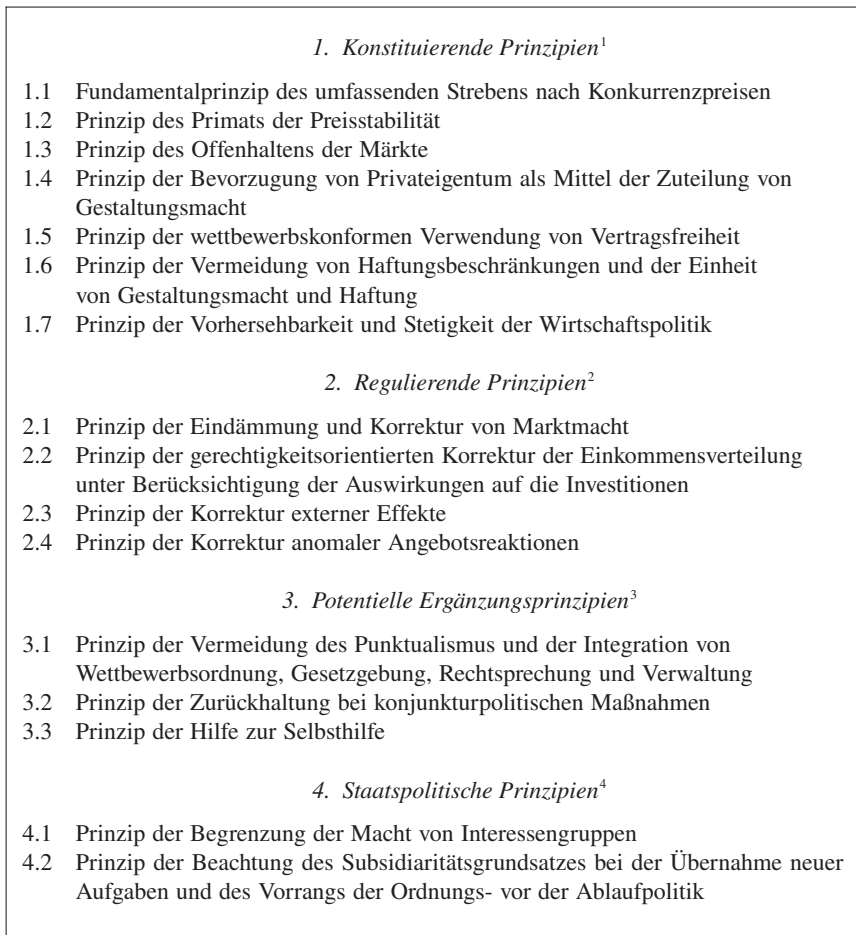 1. Konstituierende Prinzipien¹
1.1 Fundamentalprinzip des umfassenden Strebens nach Konkurrenzpreisen
1.2 Prinzip des Primats der Preisstabilität
1.3 Prinzip des Offenhaltens der Märkte
1.4 Prinzip der Bevorzugung von Privateigentum als Mittel der Zuteilung von
Gestaltungsmacht
1.5 Prinzip der wettbewerbskonformen Verwendung von Vertragsfreiheit
1.6 Prinzip der Vermeidung von Haftungsbeschränkungen und der Einheit
von Gestaltungsmacht und Haftung
1.7 Prinzip der Vorhersehbarkeit und Stetigkeit der Wirtschaftspolitik
2. Regulierende Prinzipien²
2.1 Prinzip der Eindämmung und Korrektur von Marktmacht
2.2 Prinzip der gerechtigkeitsorientierten Korrektur der Einkommensverteilung
unter Berücksichtigung der Auswirkungen auf die Investitionen
2.3 Prinzip der Korrektur externer Effekte
2.4 Prinzip der Korrektur anomaler Angebotsreaktionen
3. Potentielle Ergänzungsprinzipien³
3.1 Prinzip der Vermeidung des Punktualismus und der Integration von
Wettbewerbsordnung, Gesetzgebung, Rechtsprechung und Verwaltung
3.2 Prinzip der Zurückhaltung bei konjunkturpolitischen Maßnahmen
3.3 Prinzip der Hilfe zur Selbsthilfe
4. Staatspolitische Prinzipien⁴
4.1 Prinzip der Begrenzung der Macht von Interessengruppen
4.2 Prinzip der Beachtung des Subsidiaritätsgrundsatzes bei der Übernahme neuer
Aufgaben und des Vorrangs der Ordnungs- vor der Ablaufpolitik